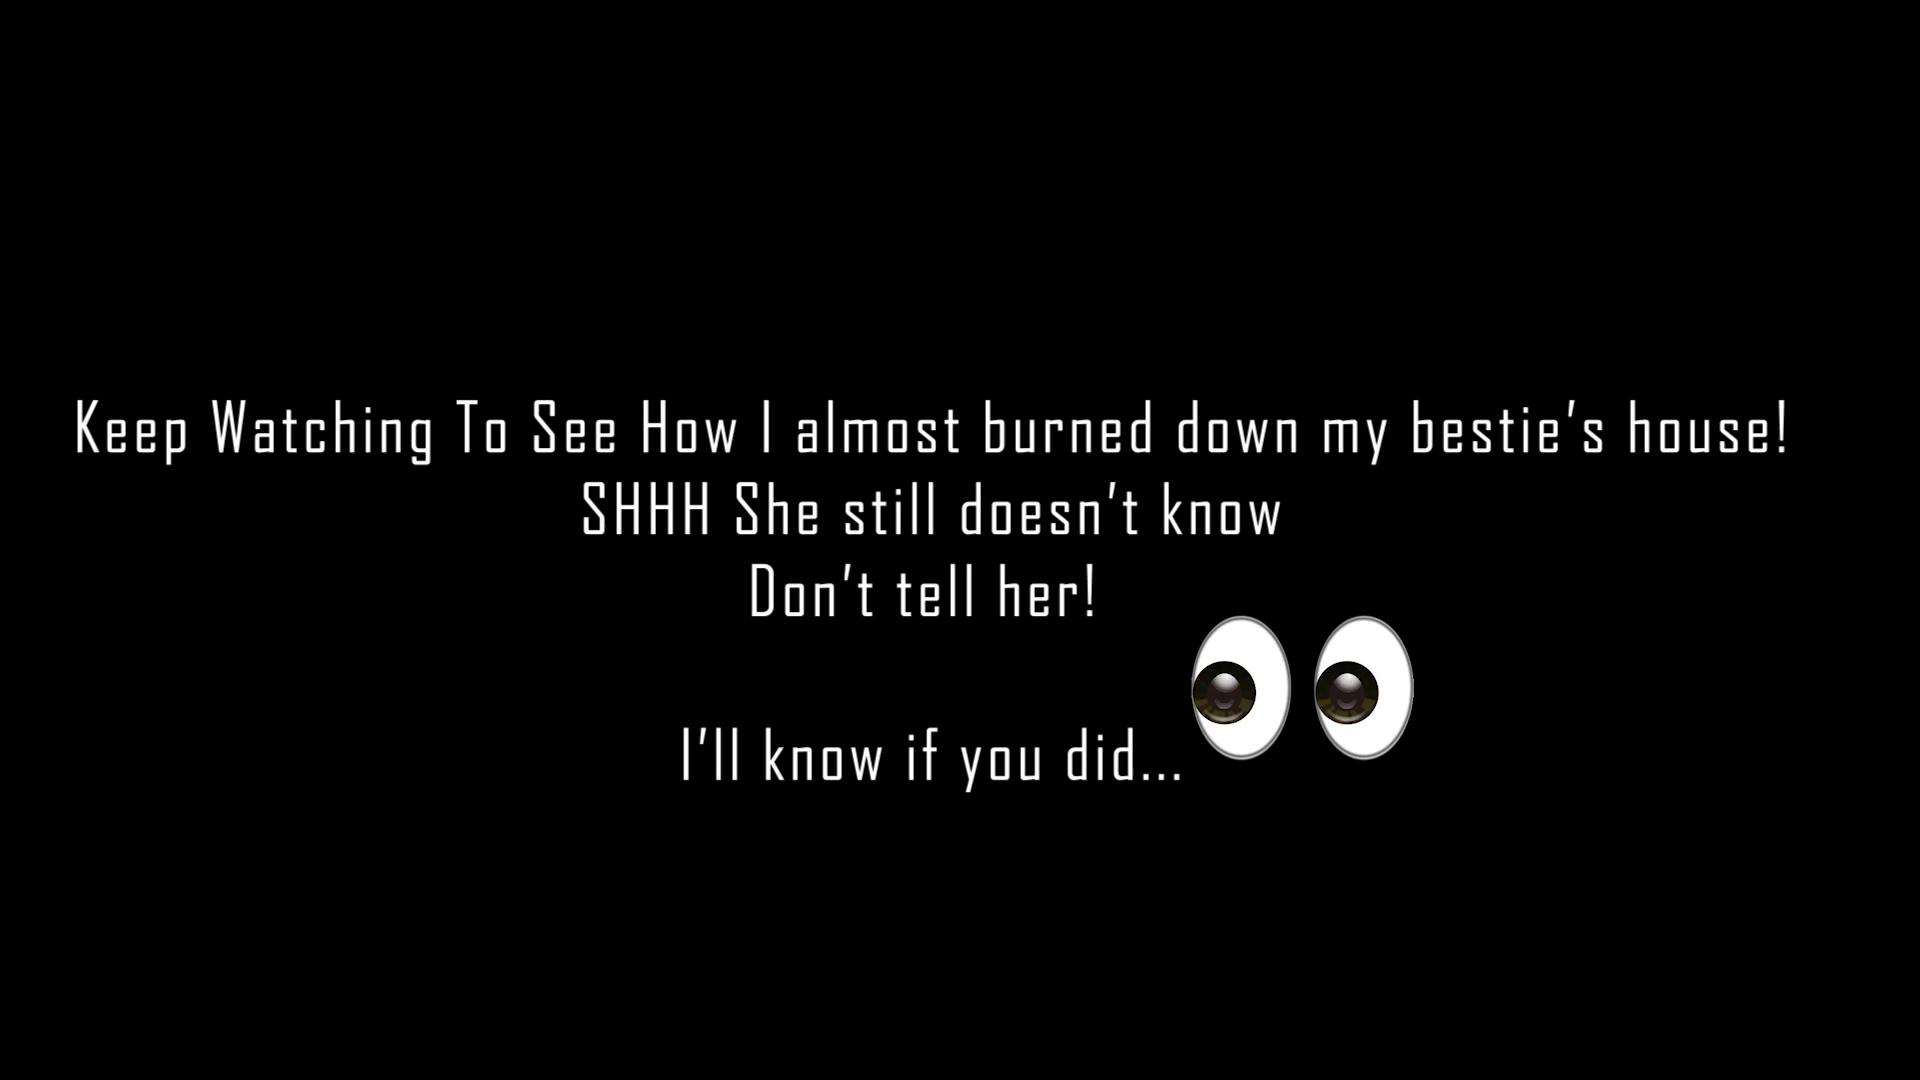 Keep Watching To See How I almost burned down my bestie's house!
SHHH She still doesn't know
Don't tell her!
I'll know if you did...